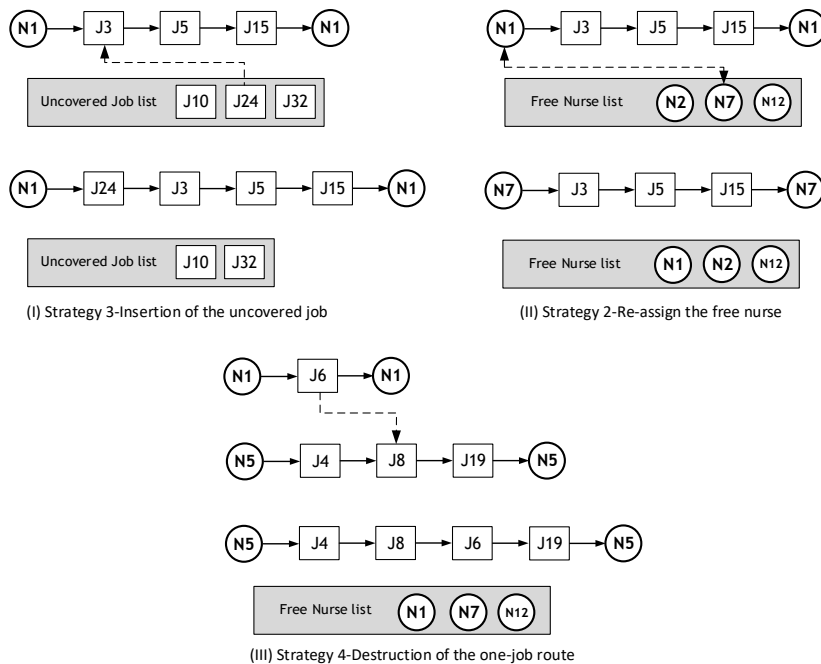 N1 J3 J5 J15 N1
Uncovered Job list J10 J24 J32
N1 J24 J3 J5 J15 N1
Uncovered Job list J10 J32
(I) Strategy 3-Insertion of the uncovered job
N1 J3 J5 J15 N1
Free Nurse list N2 N7 N12
N7 J3 J5 J15 N7
Free Nurse list N1 N2 N12
(II) Strategy 2-Re-assign the free nurse
N1 J6 N1
N5 J4 J8 J19 N5
N5 J4 J8 J6 J19 N5
Free Nurse list N1 N7 N12
(III) Strategy 4-Destruction of the one-job route